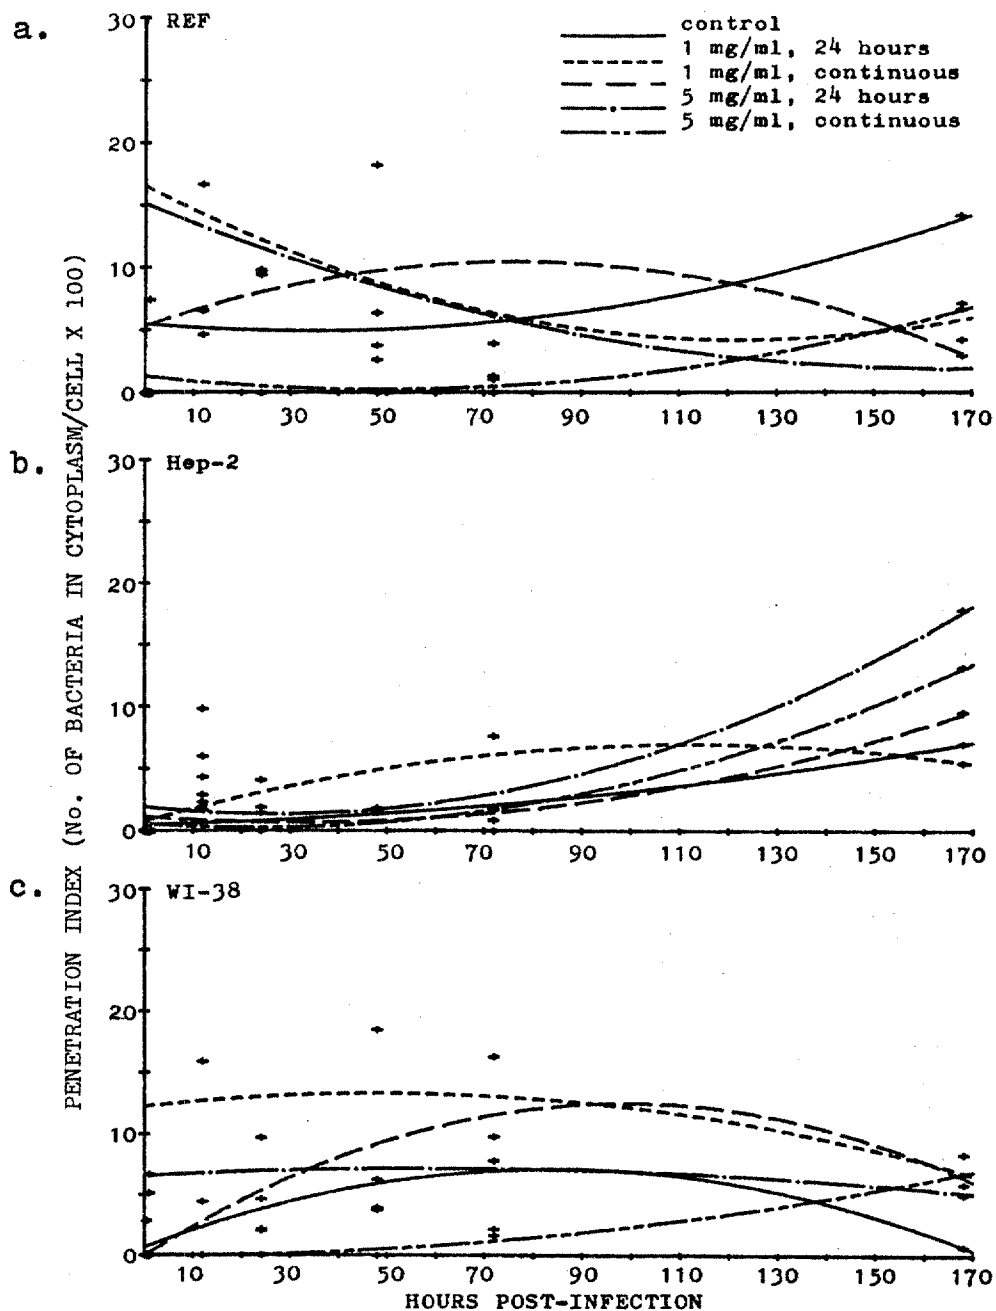 a.
30 REF
20
10
0
10 30 50 70 90 110 130 150 170
control
1 mg/ml, 24 hours
1 mg/ml, continuous
5 mg/ml, 24 hours
5 mg/ml, continuous
b.
30 Hep-2
20
10
0
10 30 50 70 90 110 130 150 170
c.
30 WI-38
20
10
0
10 30 50 70 90 110 130 150 170
HOURS POST-INFECTION
PENETRATION INDEX (No. OF BACTERIA IN CYTOPLASM/CELL X 100)